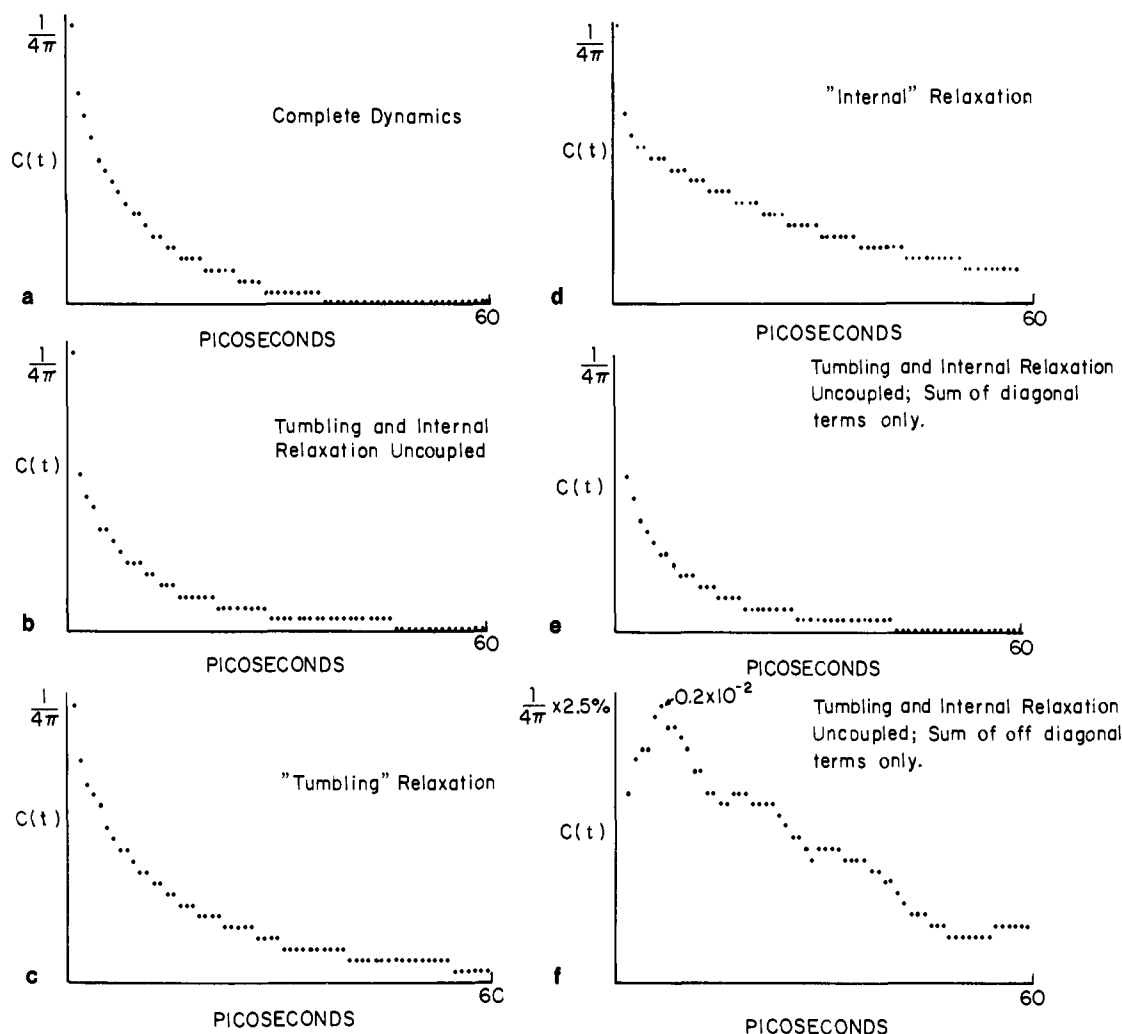 1
4π
C(t)
Complete Dynamics
a
60
PICOSECONDS
1
4π
C(t)
Tumbling and Internal
Relaxation Uncoupled
b
60
PICOSECONDS
1
4π
C(t)
"Tumbling" Relaxation
c
60
PICOSECONDS
1
4π
C(t)
"Internal" Relaxation
d
60
PICOSECONDS
1
4π
C(t)
Tumbling and Internal Relaxation
Uncoupled; Sum of diagonal
terms only.
e
60
PICOSECONDS
1
4π x2.5%
0.2x10⁻²
C(t)
Tumbling and Internal Relaxation
Uncoupled; Sum of off diagonal
terms only.
f
60
PICOSECONDS